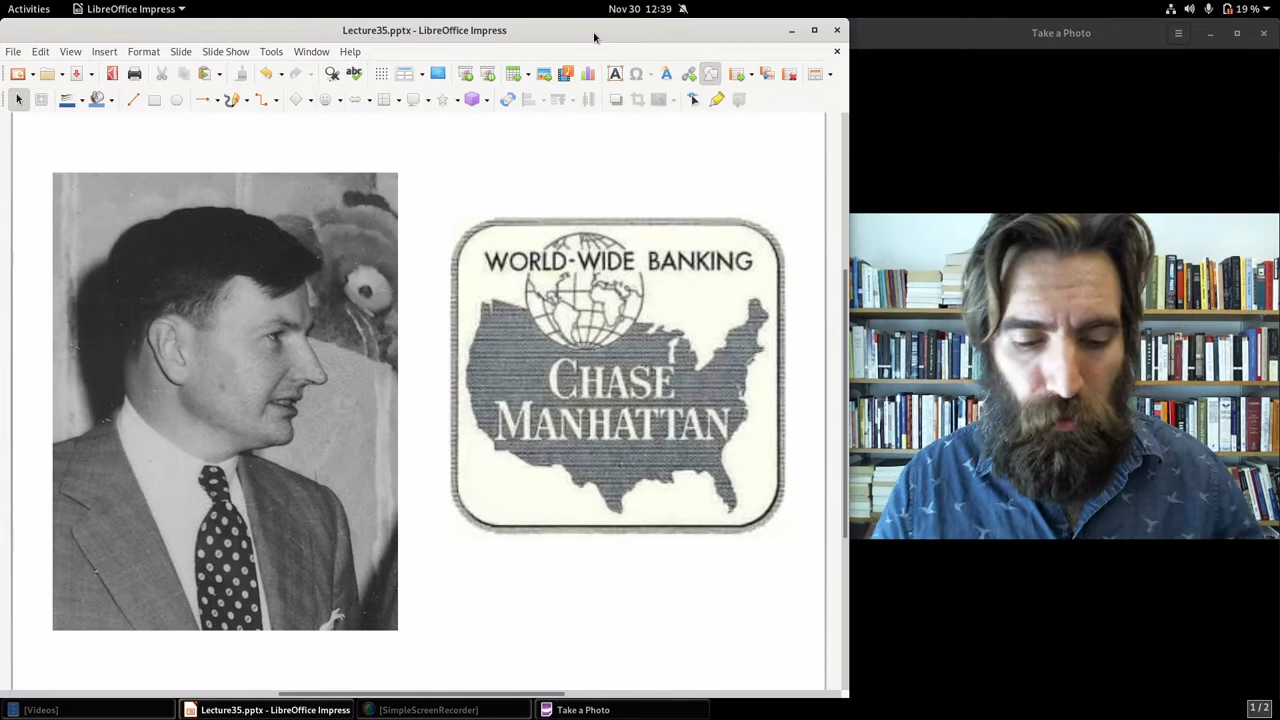 Activities
LibreOffice Impress
Nov 30 12:39
19 %
Lecture35.pptx - LibreOffice Impress
Take a Photo
File Edit View Insert Format Slide Slide Show Tools Window Help
WORLD-WIDE BANKING
CHASE
MANHATTAN
[Videos]
Lecture35.pptx - LibreOffice Impress
[SimpleScreenRecorder]
Take a Photo
1 / 2